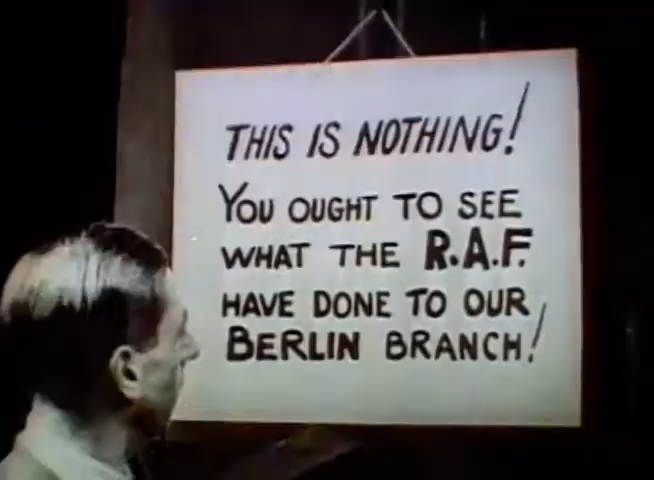 THIS IS NOTHING!
YOU OUGHT TO SEE
WHAT THE R.A.F.
HAVE DONE TO OUR
BERLIN BRANCH!